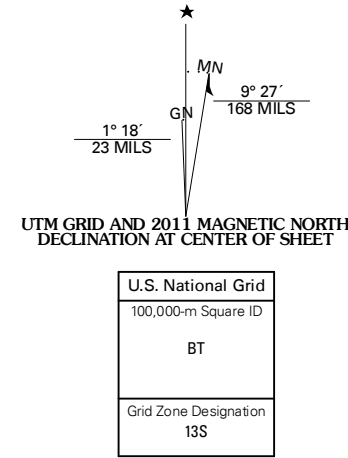 MN
GN
9° 27´
168 MILS
1° 18´
23 MILS
UTM GRID AND 2011 MAGNETIC NORTH
DECLINATION AT CENTER OF SHEET
U.S. National Grid
100,000-m Square ID
BT
Grid Zone Designation
13S